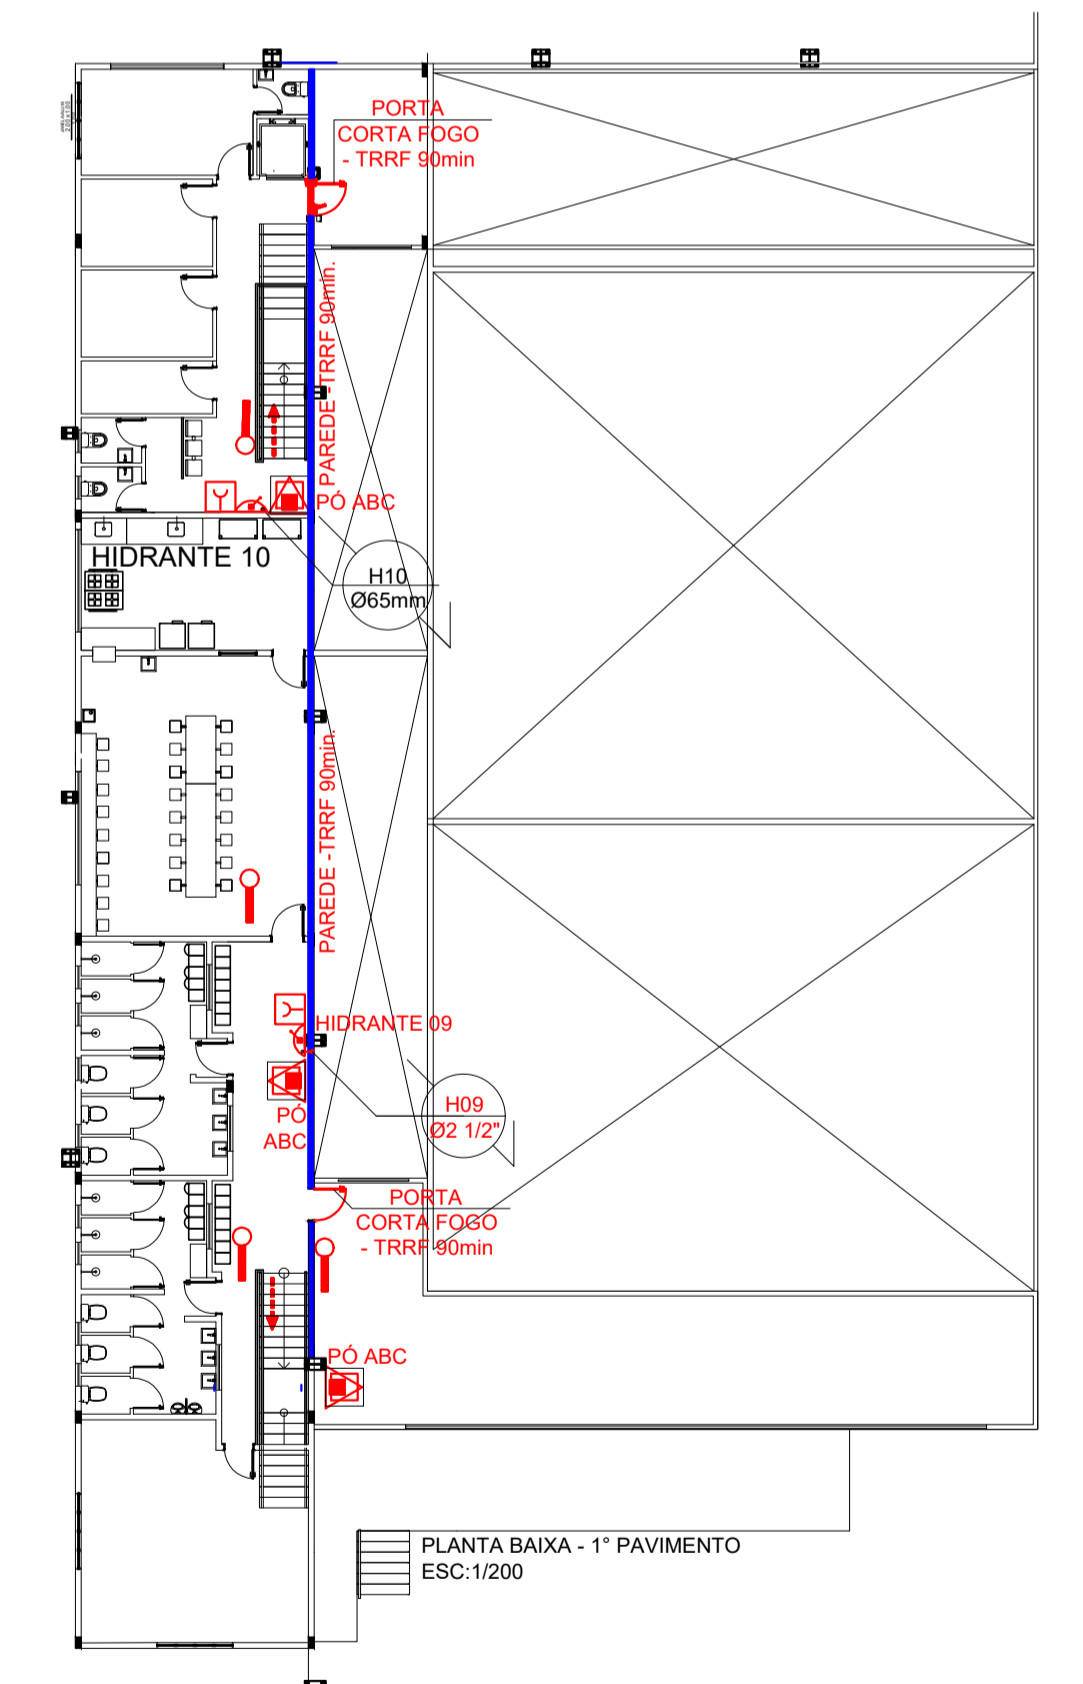 PORTA
CORTA FOGO
- TRRF 90min
PAREDE -TRRF 90min.
PÓ ABC
HIDRANTE 10
H10
Ø65mm
PAREDE -TRRF 90min.
HIDRANTE 09
PÓ
ABC
H09
Ø2 1/2"
PORTA
CORTA FOGO
- TRRF 90min
PÓ ABC
PLANTA BAIXA - 1° PAVIMENTO
ESC:1/200